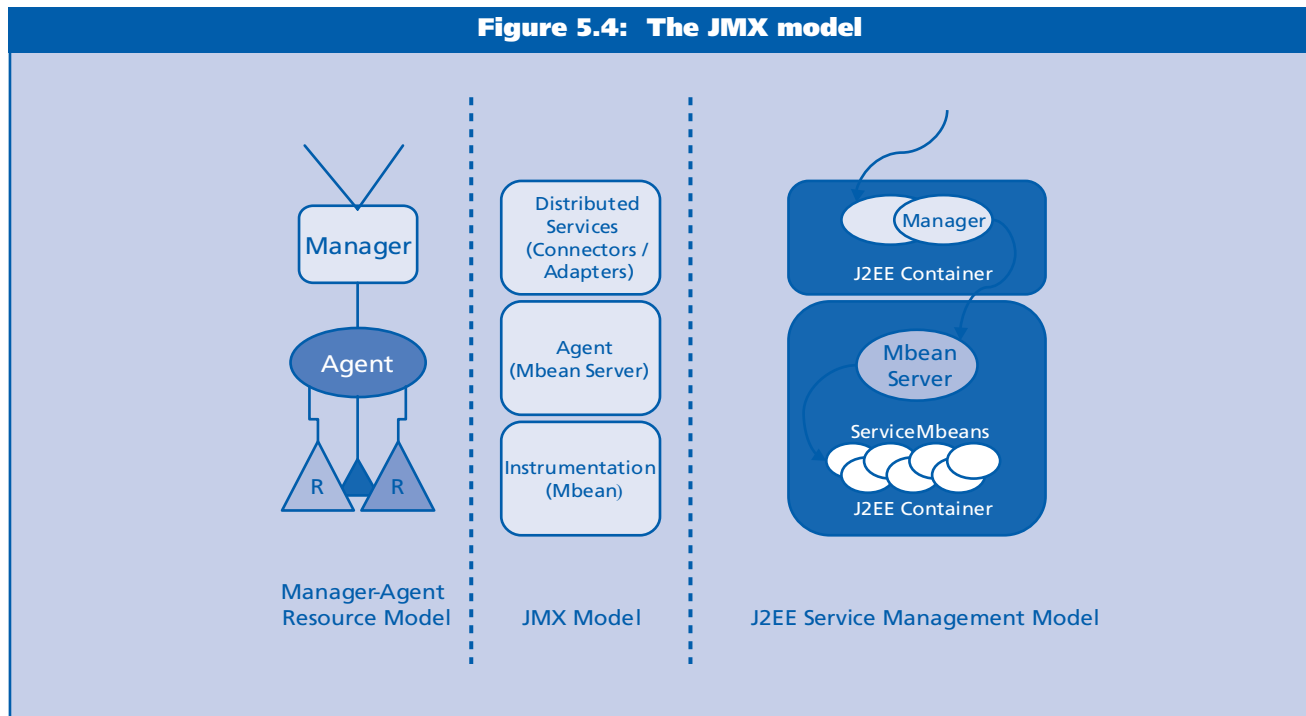 Figure 5.4: The JMX model
Manager
Agent
R
R
Manager-Agent
Resource Model
Distributed
Services
(Connectors /
Adapters)
Agent
(Mbean Server)
Instrumentation
(Mbean)
JMX Model
Manager
J2EE Container
Mbean
Server
ServiceMbeans
J2EE Container
J2EE Service Management Model